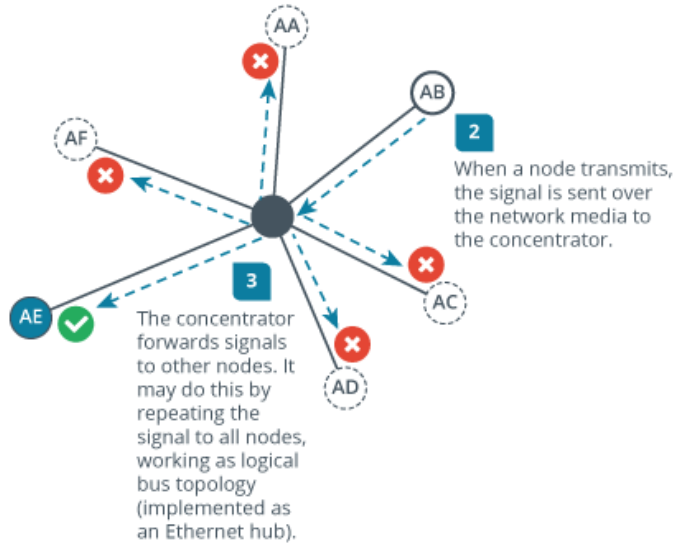 AA
AB
AF
2
When a node transmits,
the signal is sent over
the network media to
the concentrator.
3
AE
AC
The concentrator
forwards signals
to other nodes. It
may do this by
repeating the
signal to all nodes,
working as logical
bus topology
(implemented as
an Ethernet hub).
AD